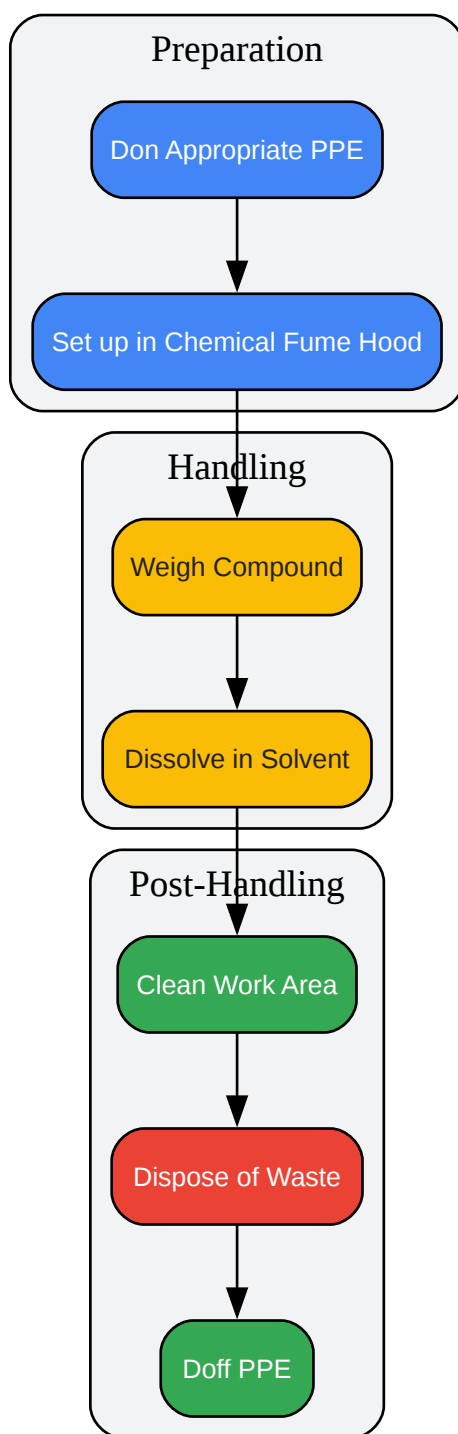 Preparation
Don Appropriate PPE
Set up in Chemical Fume Hood
Handling
Weigh Compound
Dissolve in Solvent
Post-Handling
Clean Work Area
Dispose of Waste
Doff PPE